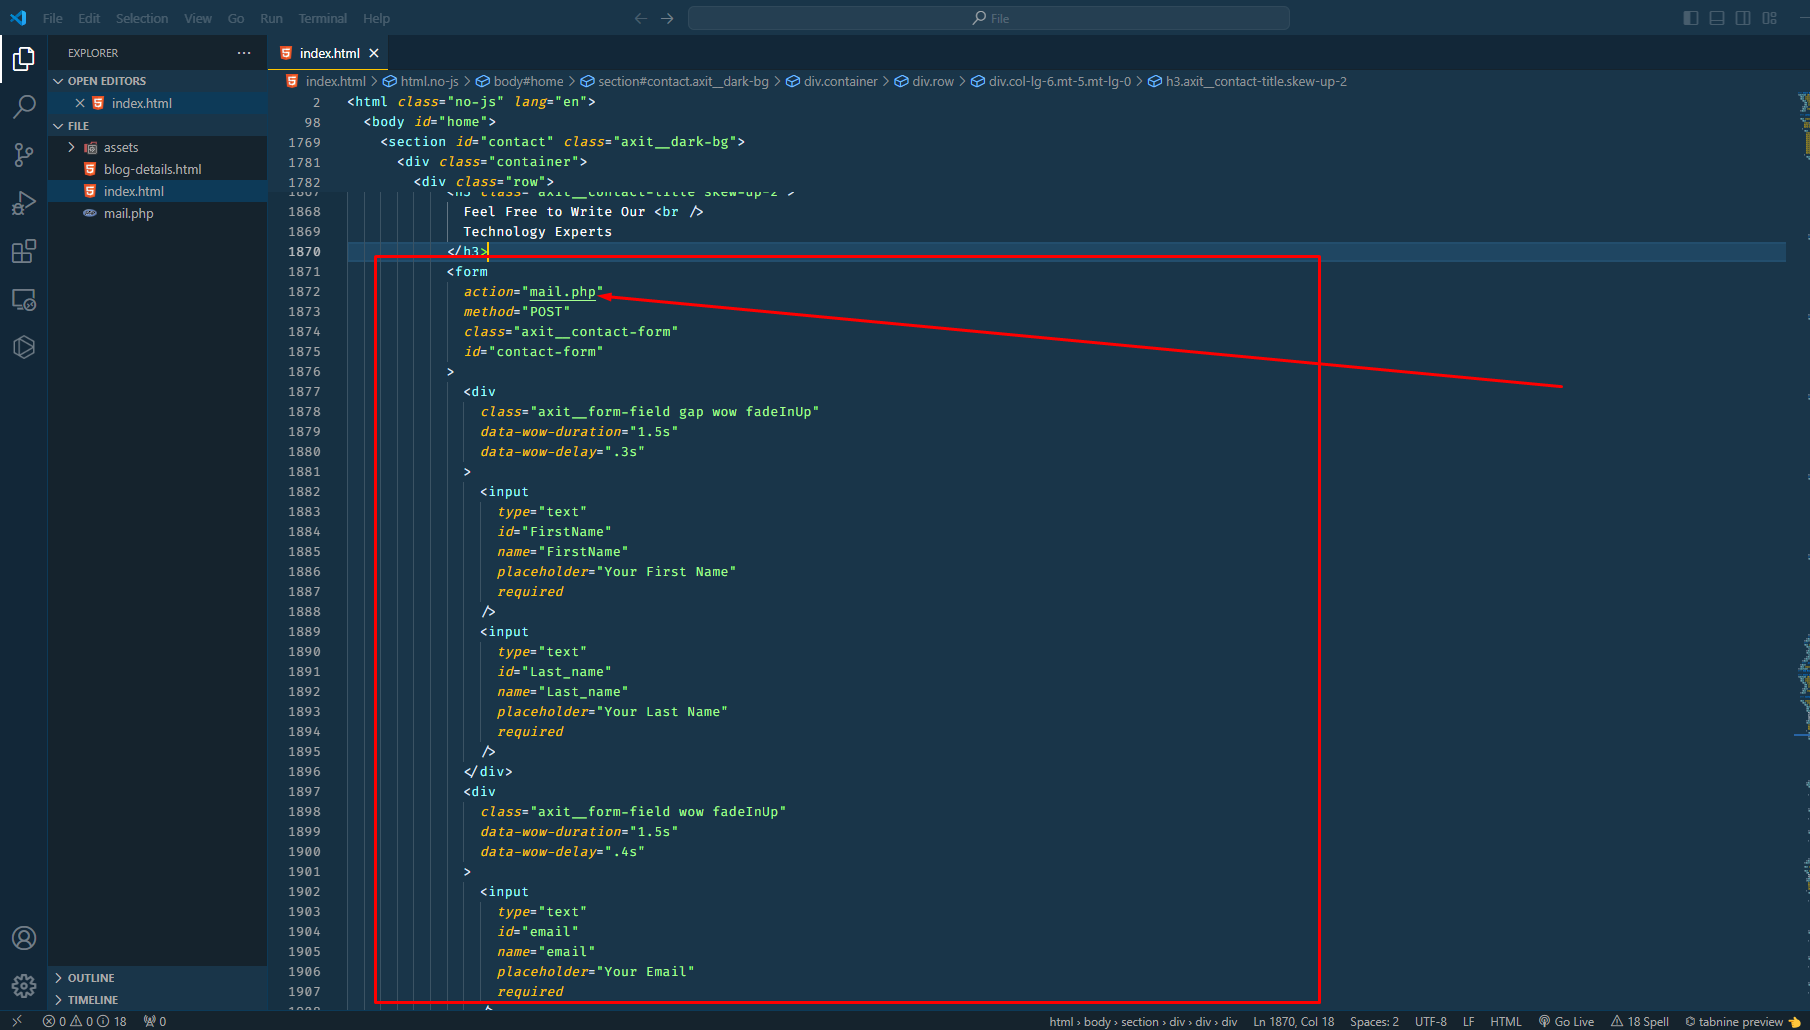 File Edit Selection View Go Run Terminal Help
File
EXPLORER
index.html
OPEN EDITORS
index.html
FILE
assets
blog-details.html
index.html
mail.php
OUTLINE
TIMELINE
index.html > html.no-js > body#home > section#contact.axit__dark-bg > div.container > div.row > div.col-lg-6.mt-5.mt-lg-0 > h3.axit__contact-title.skew-up-2
2 <html class="no-js" lang="en">
98 <body id="home">
1769 <section id="contact" class="axit__dark-bg">
1781 <div class="container">
1782 <div class="row">
1867 <h3 class="axit__contact-title skew-up-2">
1868 Feel Free to Write Our <br />
1869 Technology Experts
1870 </h3>
1871 <form
1872 action="mail.php"
1873 method="POST"
1874 class="axit__contact-form"
1875 id="contact-form"
1876 >
1877 <div
1878 class="axit__form-field gap wow fadeInUp"
1879 data-wow-duration="1.5s"
1880 data-wow-delay=".3s"
1881 >
1882 <input
1883 type="text"
1884 id="FirstName"
1885 name="FirstName"
1886 placeholder="Your First Name"
1887 required
1888 />
1889 <input
1890 type="text"
1891 id="Last_name"
1892 name="Last_name"
1893 placeholder="Your Last Name"
1894 required
1895 />
1896 </div>
1897 <div
1898 class="axit__form-field wow fadeInUp"
1899 data-wow-duration="1.5s"
1900 data-wow-delay=".4s"
1901 >
1902 <input
1903 type="text"
1904 id="email"
1905 name="email"
1906 placeholder="Your Email"
1907 required
0 0 18 0
html › body › section › div › div › div Ln 1870, Col 18 Spaces: 2 UTF-8 LF HTML Go Live 18 Spell tabnine preview